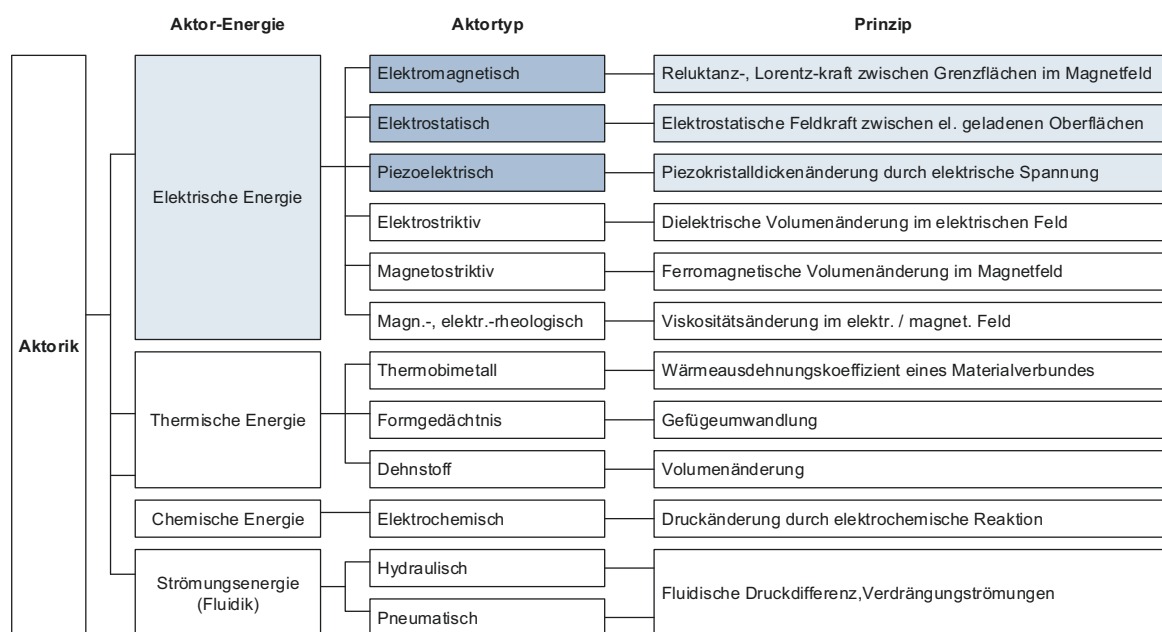 Aktor-Energie
Aktortyp
Prinzip
Aktorik
Elektrische Energie
Elektromagnetisch
Reluktanz-, Lorentz-kraft zwischen Grenzflächen im Magnetfeld
Elektrostatisch
Elektrostatische Feldkraft zwischen el. geladenen Oberflächen
Piezoelektrisch
Piezokristalldickenänderung durch elektrische Spannung
Elektrostriktiv
Dielektrische Volumenänderung im elektrischen Feld
Magnetostriktiv
Ferromagnetische Volumenänderung im Magnetfeld
Magn.-, elektr.-rheologisch
Viskositätsänderung im elektr. / magnet. Feld
Thermische Energie
Thermobimetall
Wärmeausdehnungskoeffizient eines Materialverbundes
Formgedächtnis
Gefügeumwandlung
Dehnstoff
Volumenänderung
Chemische Energie
Elektrochemisch
Druckänderung durch elektrochemische Reaktion
Strömungsenergie
(Fluidik)
Hydraulisch
Pneumatisch
Fluidische Druckdifferenz,Verdrängungströmungen